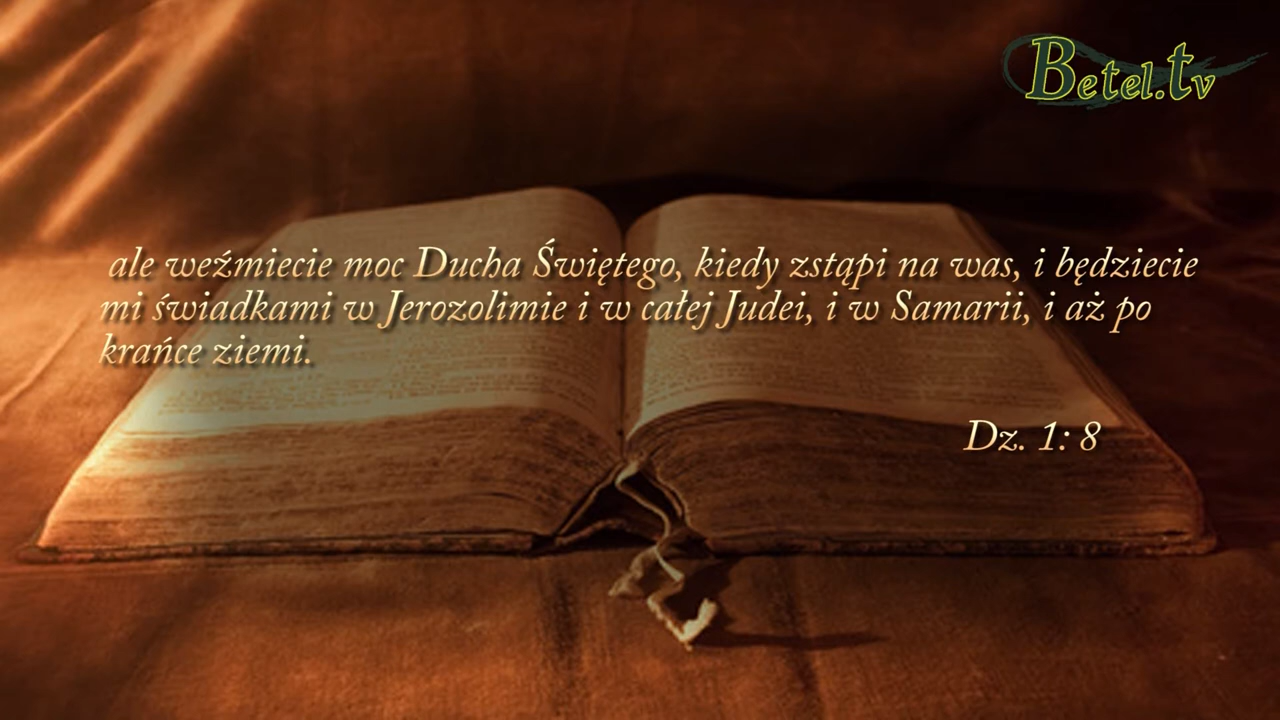 Betel.tv
ale weźmiecie moc Ducha Świętego, kiedy zstąpi na was, i będziecie
mi świadkami w Jerozolimie i w całej Judei, i w Samarii, i aż po
krańce ziemi.
Dz. 1: 8